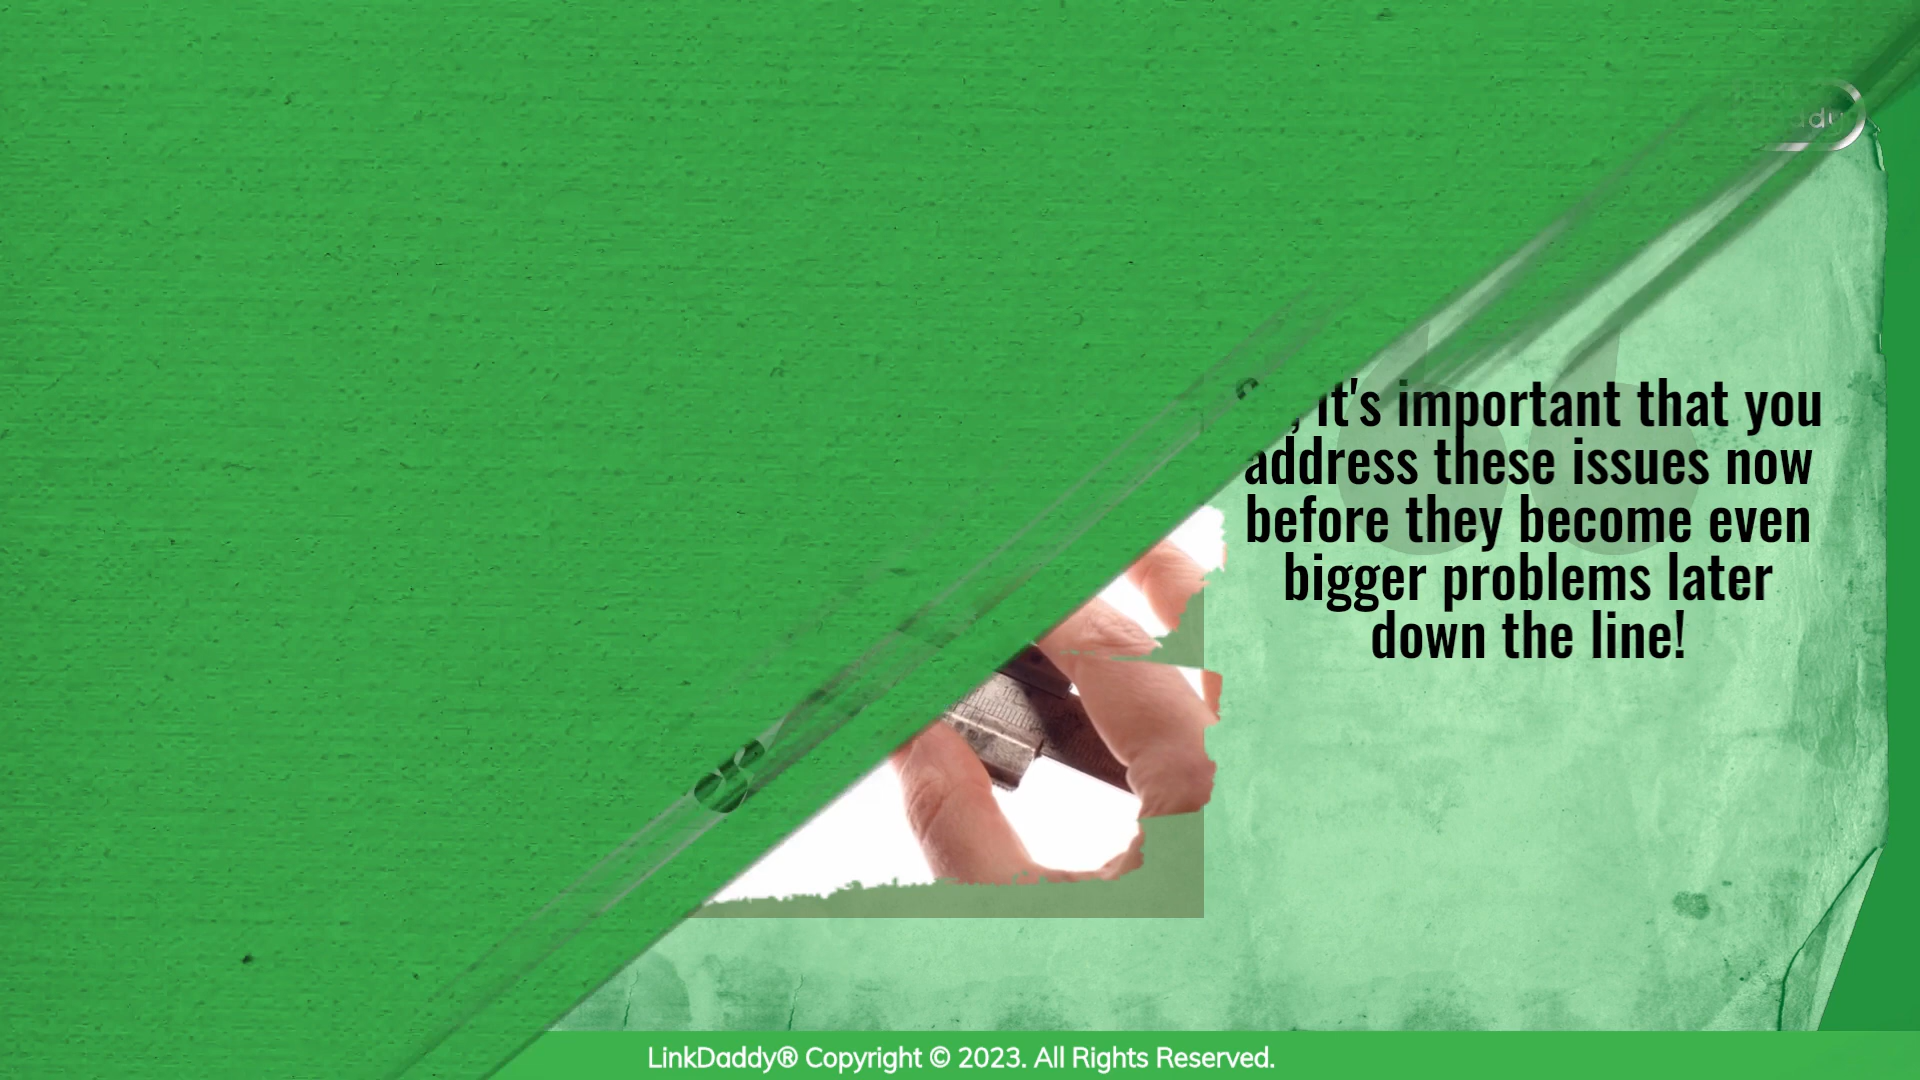 it's important that you
address these issues now
before they become even
bigger problems later
down the line!
LinkDaddy® Copyright © 2023. All Rights Reserved.